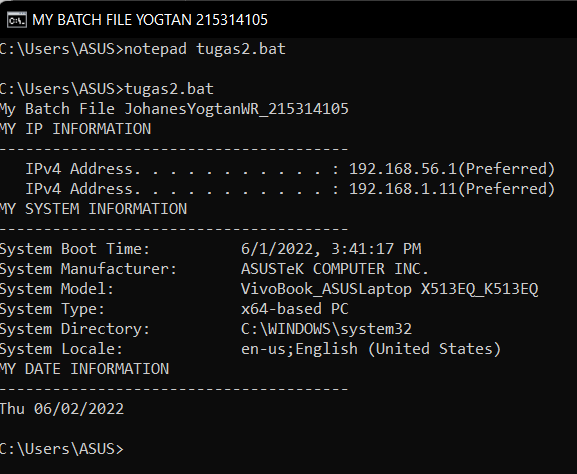 MY BATCH FILE YOGTAN 215314105
C:\Users\ASUS>notepad tugas2.bat
C:\Users\ASUS>tugas2.bat
My Batch File JohanesYogtanWR_215314105
MY IP INFORMATION
---------------------------------------
IPv4 Address. . . . . . . . . . . : 192.168.56.1(Preferred)
IPv4 Address. . . . . . . . . . . : 192.168.1.11(Preferred)
MY SYSTEM INFORMATION
---------------------------------------
System Boot Time:          6/1/2022, 3:41:17 PM
System Manufacturer:       ASUSTeK COMPUTER INC.
System Model:              VivoBook_ASUSLaptop X513EQ_K513EQ
System Type:               x64-based PC
System Directory:          C:\WINDOWS\system32
System Locale:             en-us;English (United States)
MY DATE INFORMATION
---------------------------------------
Thu 06/02/2022
C:\Users\ASUS>